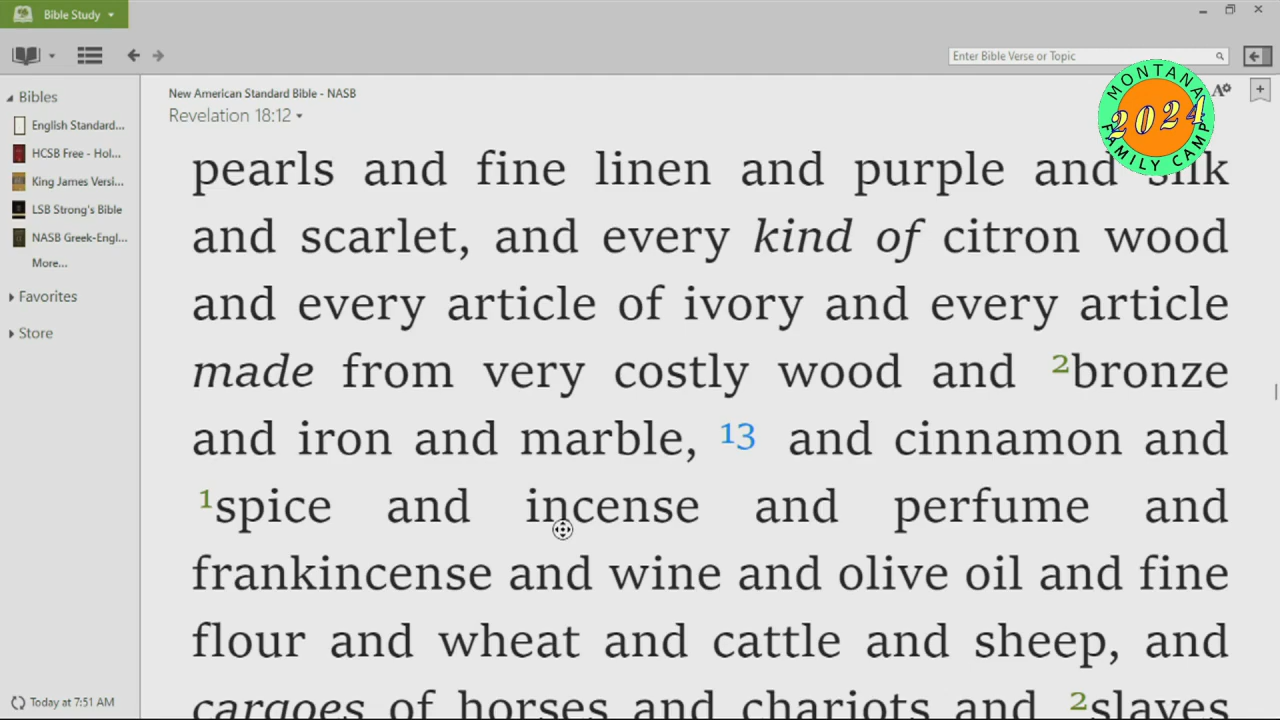 Bible Study
Enter Bible Verse or Topic
MONTANA
2024
FAMILY CAMP
Bibles
English Standard...
HCSB Free - Hol...
King James Versi...
LSB Strong's Bible
NASB Greek-Engl...
More...
Favorites
Store
Today at 7:51 AM
New American Standard Bible - NASB
Revelation 18:12
pearls and fine linen and purple and silk
and scarlet, and every kind of citron wood
and every article of ivory and every article
made from very costly wood and 2bronze
and iron and marble, 13 and cinnamon and
1spice and incense and perfume and
frankincense and wine and olive oil and fine
flour and wheat and cattle and sheep, and
cargoes of horses and chariots and 2slaves